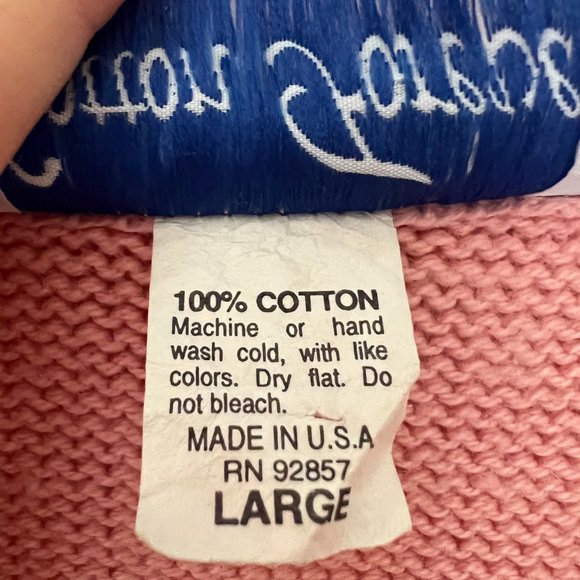 100% COTTON
Machine or hand
wash cold, with like
colors. Dry flat. Do
not bleach.
MADE IN U.S.A
RN 92857
LARGE